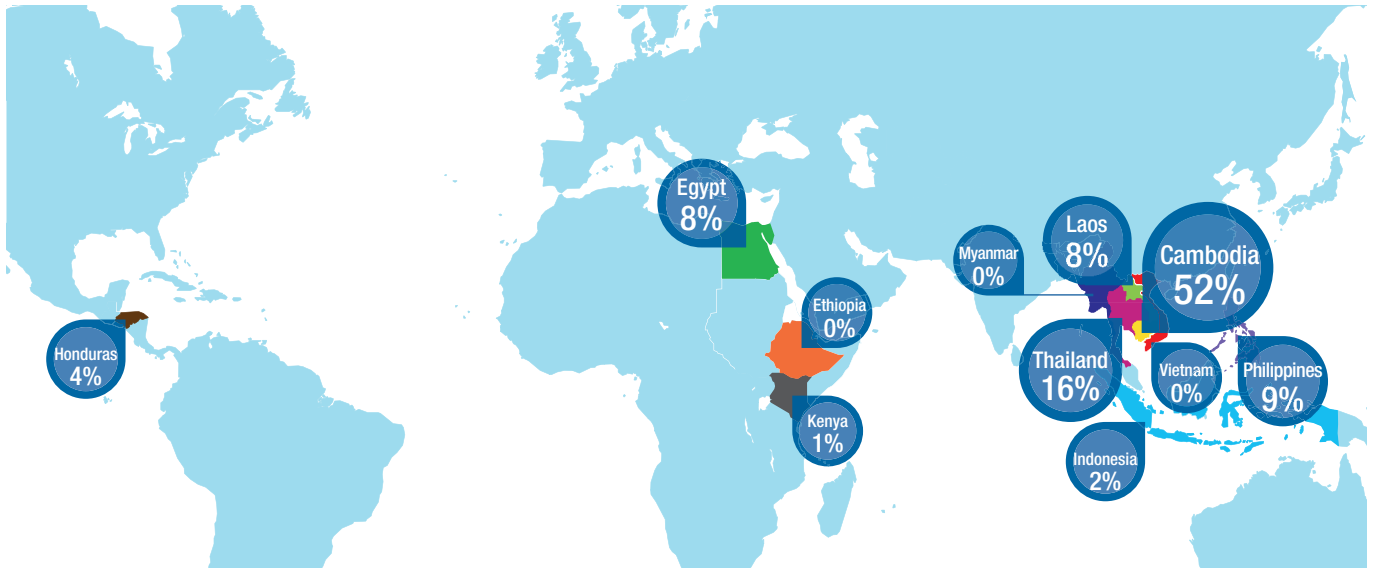 Egypt
8%
Laos
8%
Cambodia
52%
Myanmar
0%
Ethiopia
0%
Honduras
4%
Thailand
16%
Vietnam
0%
Philippines
9%
Kenya
1%
Indonesia
2%